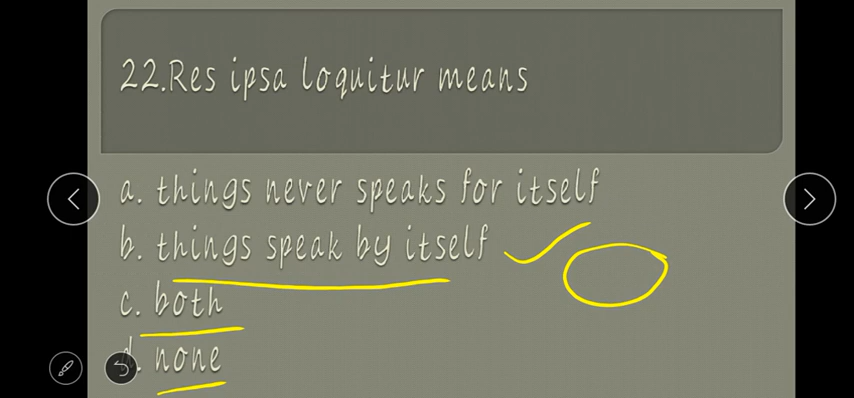 22.Res ipsa loquitur means
a. things never speaks for itself
b. things speak by itself
c. both
d. none